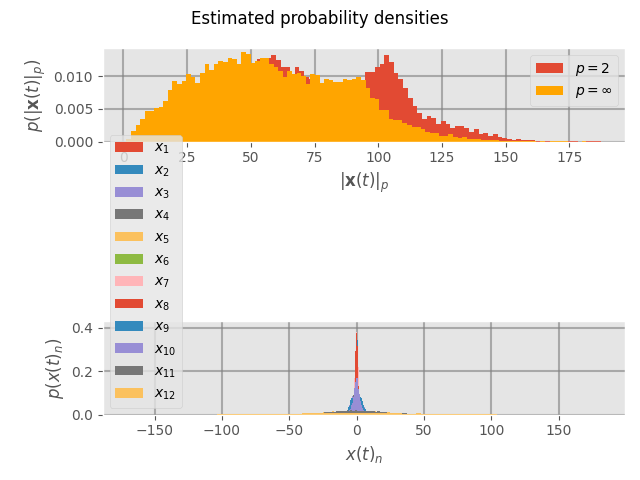 Estimated probability densities
p(|x(t)|_p)
0.010
0.005
0.000
p = 2
p = ∞
0 25 50 75 100 125 150 175
|x(t)|_p
x_1
x_2
x_3
x_4
x_5
x_6
x_7
x_8
x_9
x_10
x_11
x_12
p(x(t)_n)
0.4
0.2
0.0
−150 −100 −50 0 50 100 150
x(t)_n